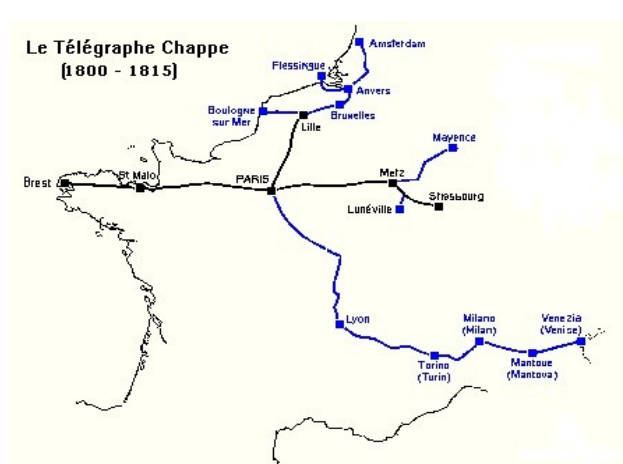 Le Télégraphe Chappe
(1800 - 1815)
Amsterdam
Flessingue
Anvers
Boulogne
sur Mer
Bruxelles
Lille
Mayence
Metz
Brest
St Malo
PARIS
Strasbourg
Lunéville
Lyon
Milano
(Milan)
Venezia
(Venise)
Torino
(Turin)
Mantoue
(Mantova)